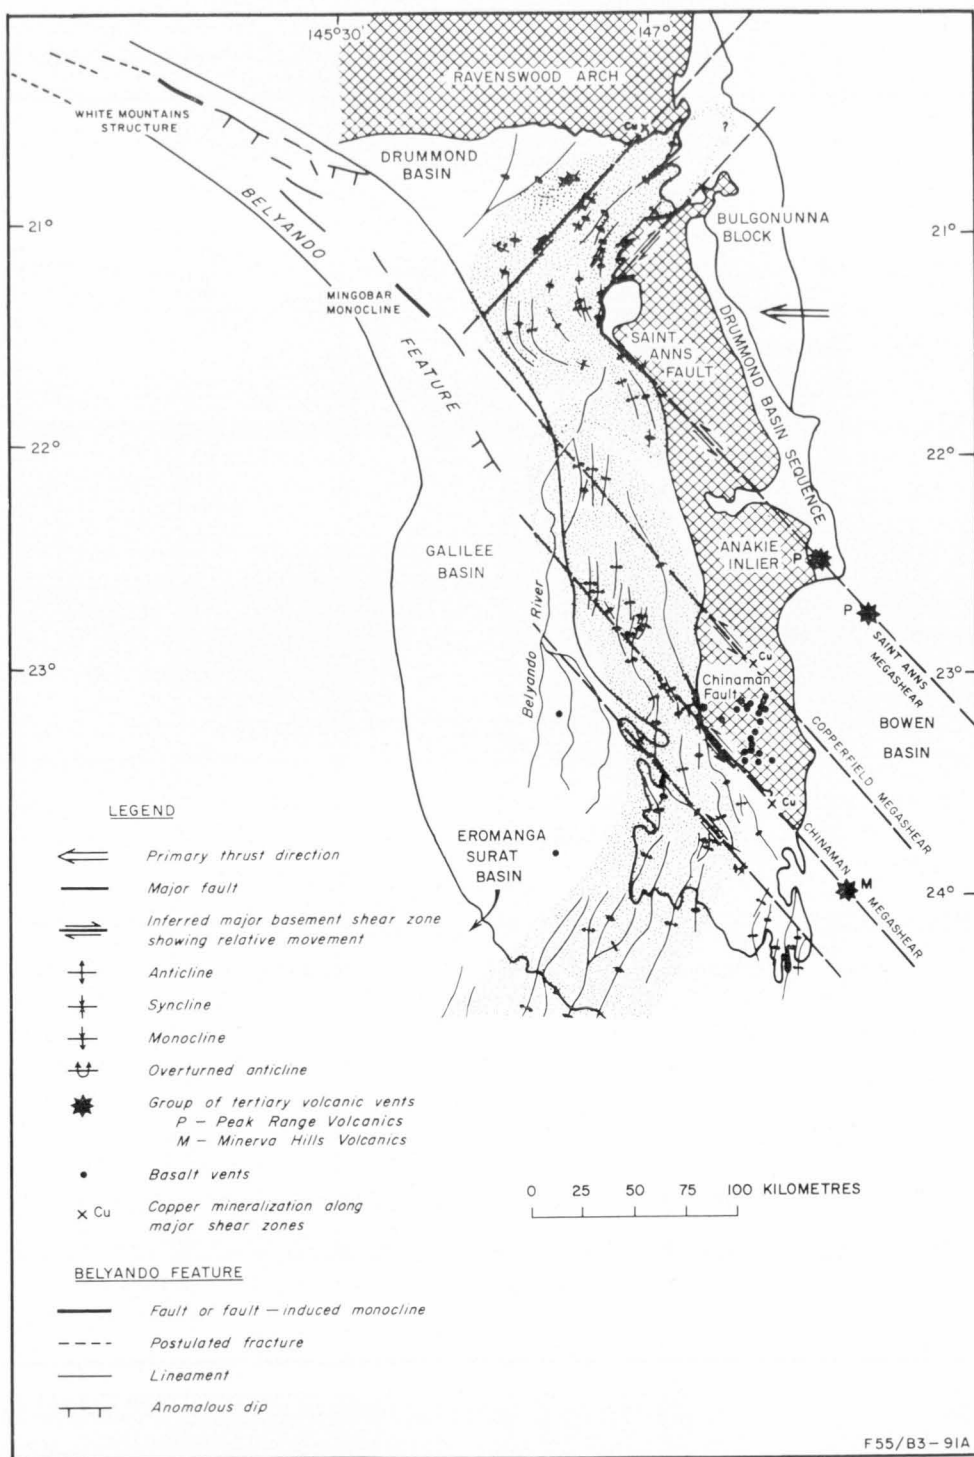 145°30'
147°
RAVENSWOOD ARCH
Cu
?
WHITE MOUNTAINS
STRUCTURE
DRUMMOND
BASIN
BELYANDO
FEATURE
21°
21°
BULGONUNNA
BLOCK
MINGOBAR
MONOCLINE
SAINT
ANNS
FAULT
DRUMMOND BASIN SEQUENCE
22°
22°
GALILEE
BASIN
ANAKIE
INLIER
P
P
SAINT ANNS
MEGASHEAR
Belyando River
23°
23°
Cu
Chinaman
Fault
BOWEN
BASIN
COPPERFIELD MEGASHEAR
Cu
CHINAMAN
MEGASHEAR
M
24°
EROMANGA
SURAT
BASIN
LEGEND
Primary thrust direction
Major fault
Inferred major basement shear zone
showing relative movement
Anticline
Syncline
Monocline
Overturned anticline
Group of tertiary volcanic vents
P – Peak Range Volcanics
M – Minerva Hills Volcanics
Basalt vents
Cu
Copper mineralization along
major shear zones
0 25 50 75 100 KILOMETRES
BELYANDO FEATURE
Fault or fault – induced monocline
Postulated fracture
Lineament
Anomalous dip
F55/B3-91A